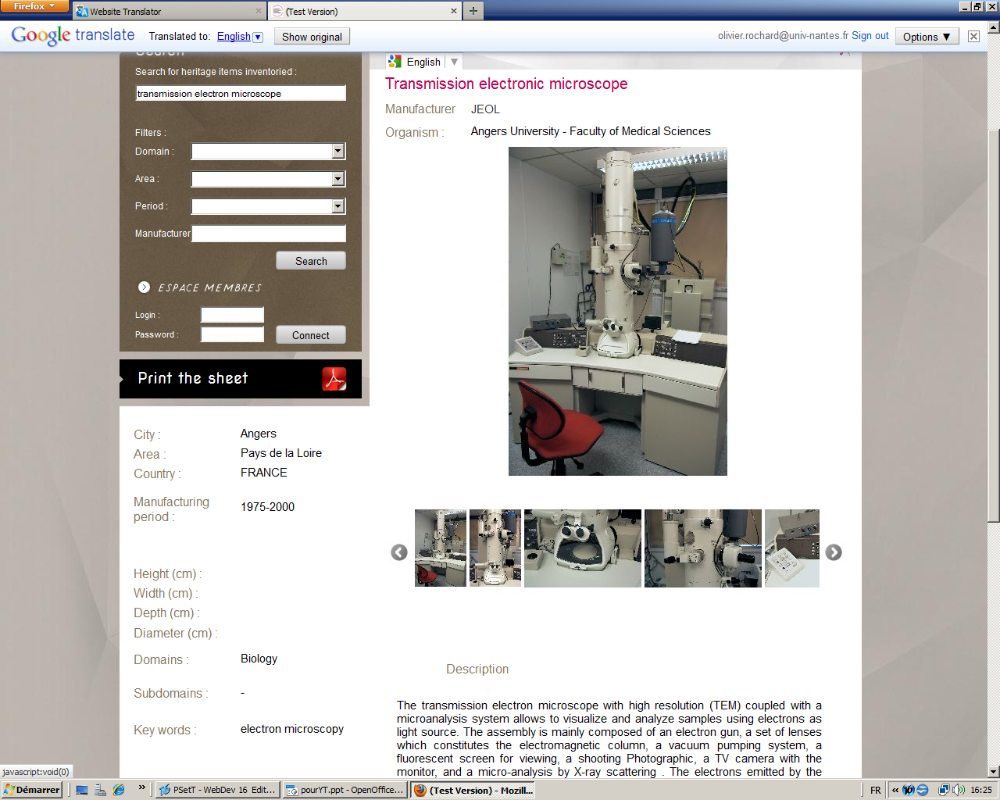 Firefox
Website Translator
(Test Version)
Google translate
Translated to: English
Show original
olivier.rochard@univ-nantes.fr Sign out
Options ▼
Search
Search for heritage items inventoried :
transmission electron microscope
Filters :
Domain :
Area :
Period :
Manufacturer
Search
ESPACE MEMBRES
Login :
Password :
Connect
Print the sheet
City : Angers
Area : Pays de la Loire
Country : FRANCE
Manufacturing
period :
1975-2000
Height (cm) :
Width (cm) :
Depth (cm) :
Diameter (cm) :
Domains : Biology
Subdomains : -
Key words : electron microscopy
English
Transmission electronic microscope
Manufacturer JEOL
Organism : Angers University - Faculty of Medical Sciences
Description
The transmission electron microscope with high resolution (TEM) coupled with a
microanalysis system allows to visualize and analyze samples using electrons as
light source. The assembly is mainly composed of an electron gun, a set of lenses
which constitutes the electromagnetic column, a vacuum pumping system, a
fluorescent screen for viewing, a shooting Photographic, a TV camera with the
monitor, and a micro-analysis by X-ray scattering . The electrons emitted by the
javascript:void(0)
Démarrer
PSetT - WebDev 16 Edit...
pourYT.ppt - OpenOffice...
(Test Version) - Mozill...
FR
16:25